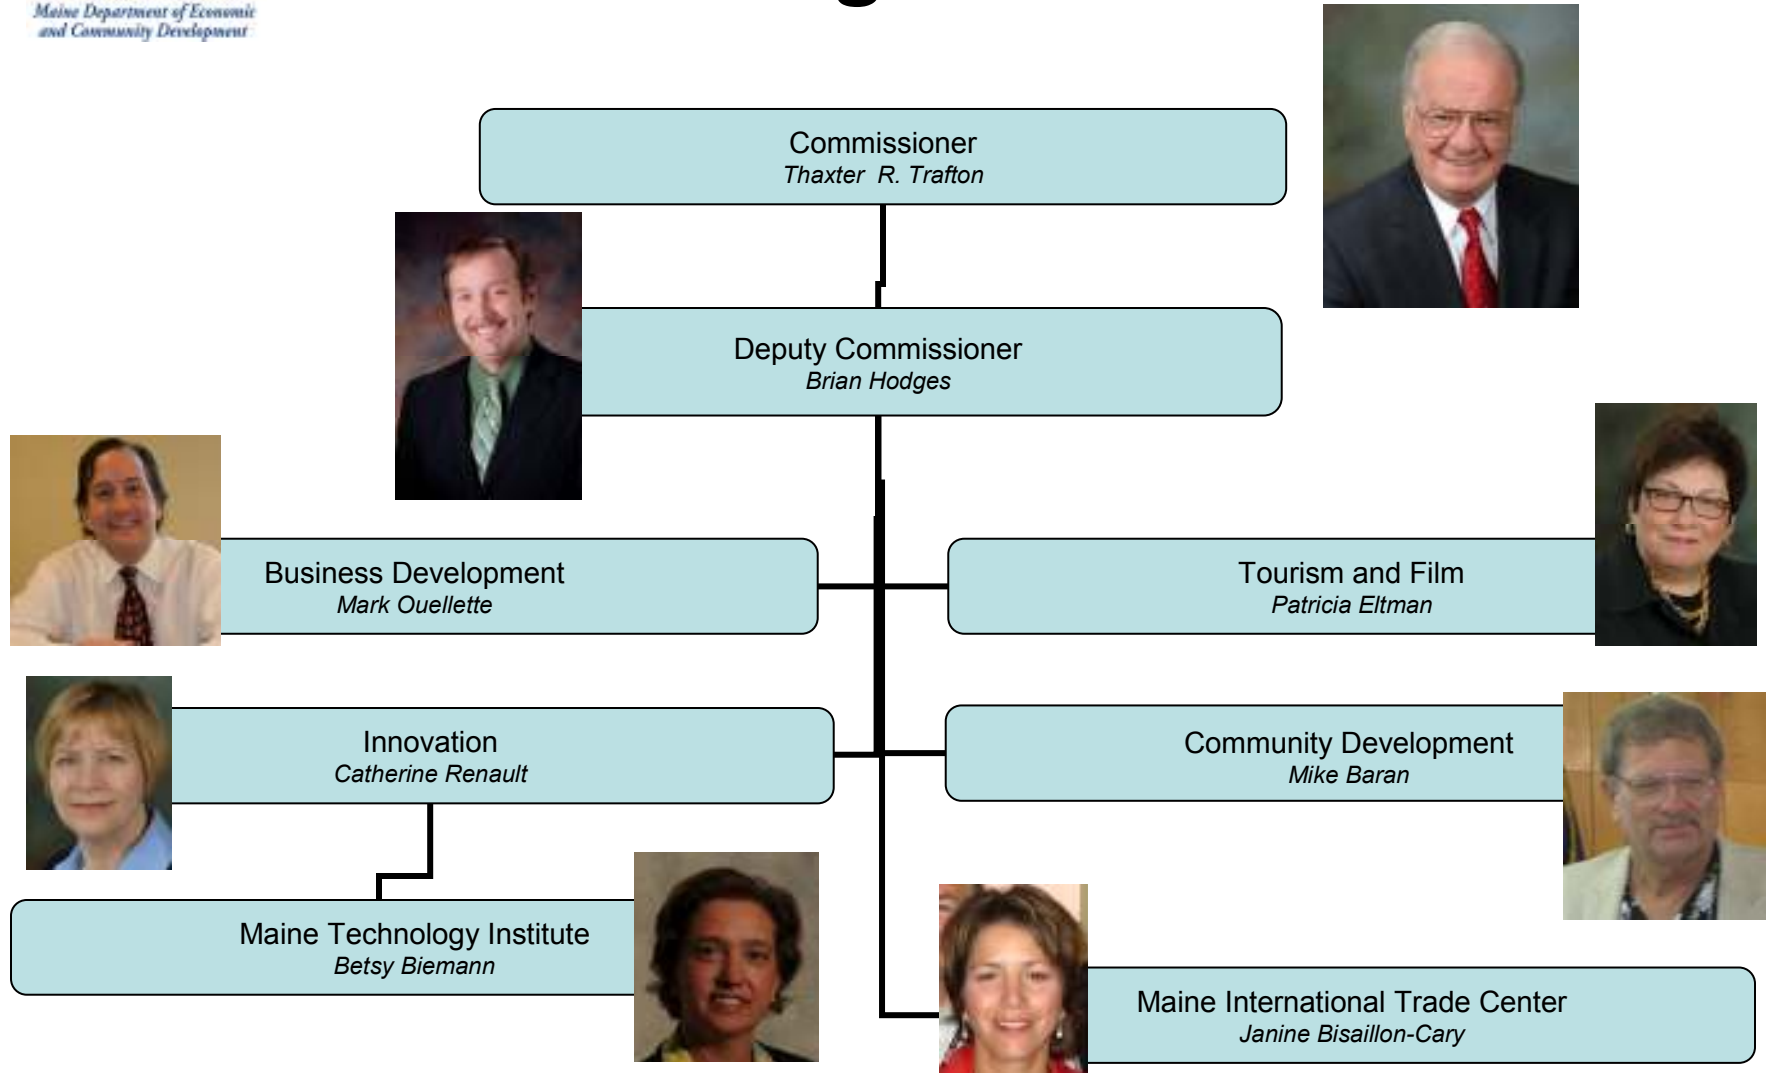 Maine Department of Economic
and Community Development
Commissioner
Thaxter R. Trafton
Deputy Commissioner
Brian Hodges
Business Development
Mark Ouellette
Tourism and Film
Patricia Eltman
Innovation
Catherine Renault
Community Development
Mike Baran
Maine Technology Institute
Betsy Biemann
Maine International Trade Center
Janine Bisaillon-Cary